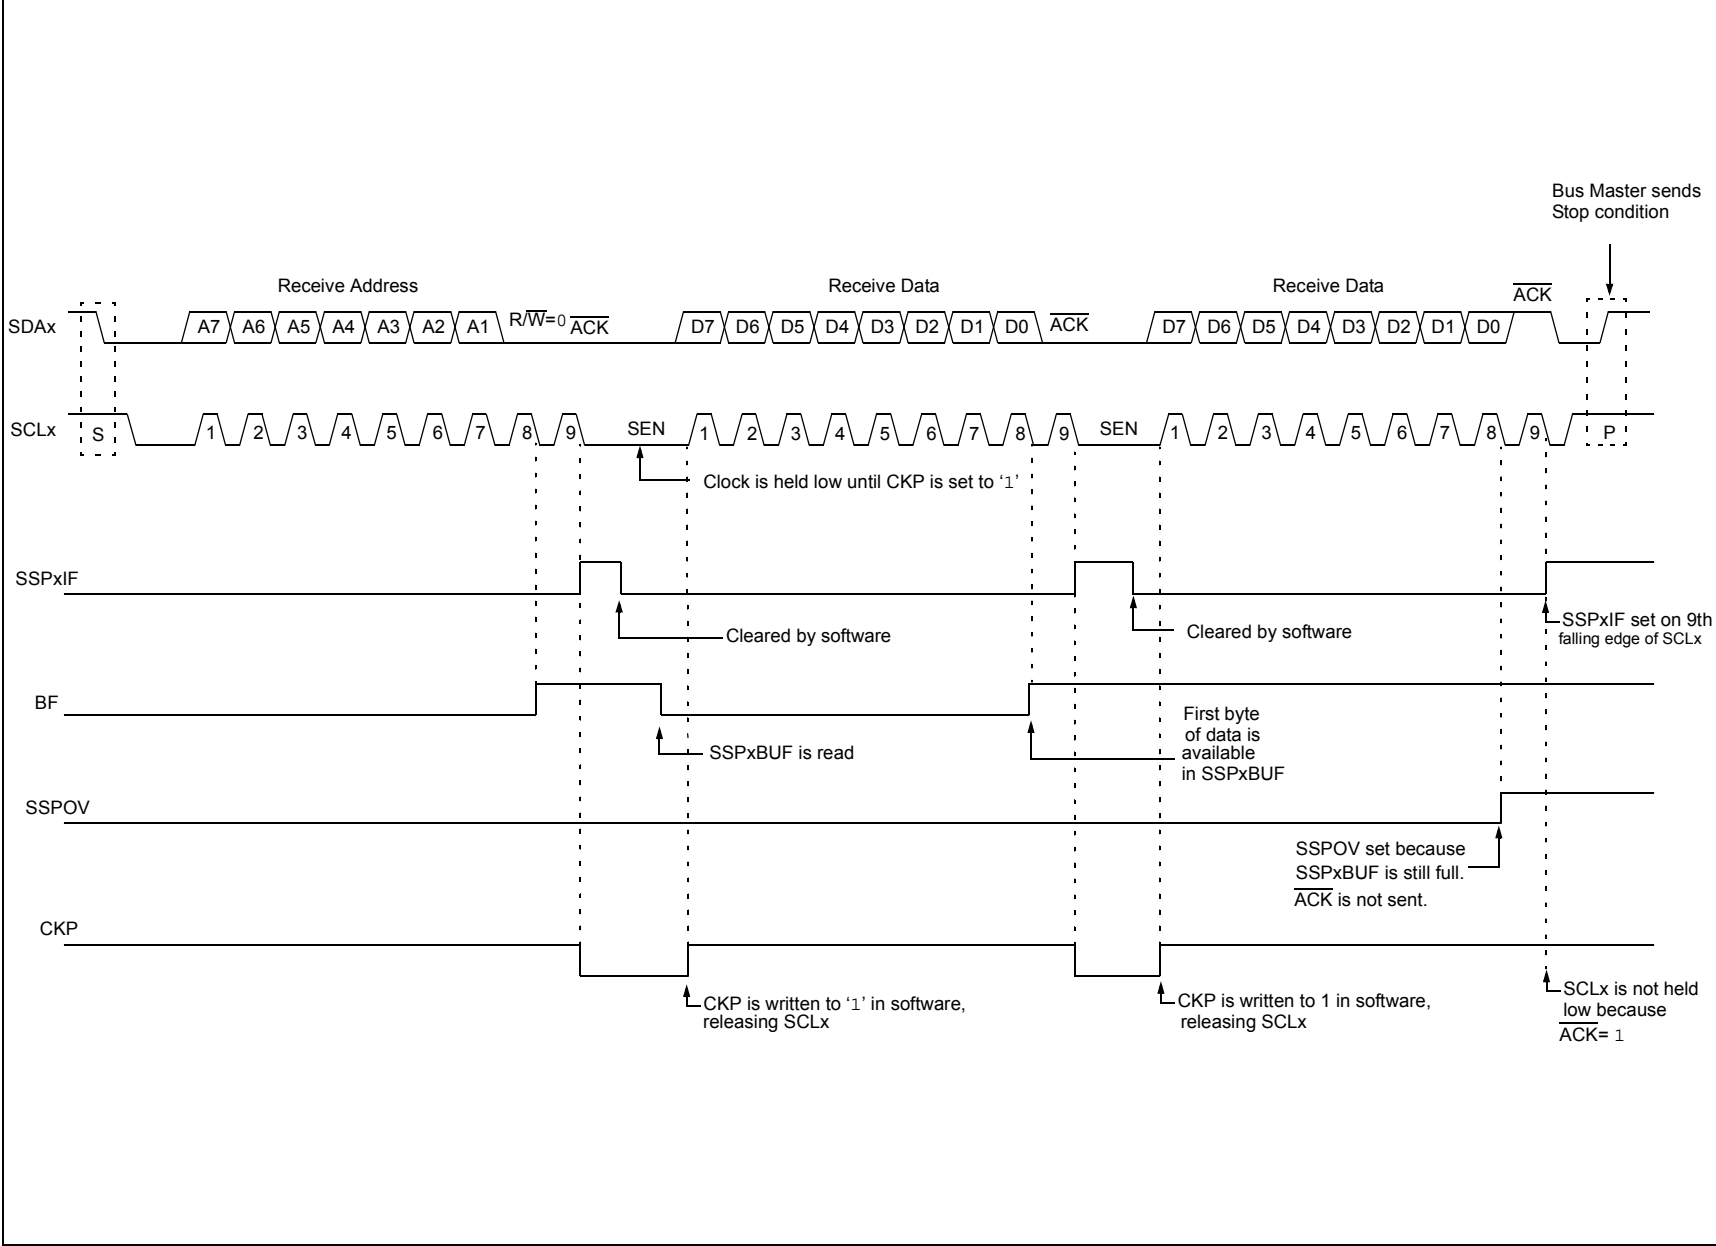 Bus Master sends
Stop condition
Receive Address
Receive Data
Receive Data
ACK
SDAx
A7 A6 A5 A4 A3 A2 A1 R/W=0 ACK
D7 D6 D5 D4 D3 D2 D1 D0 ACK
D7 D6 D5 D4 D3 D2 D1 D0
SCLx
S 1 2 3 4 5 6 7 8 9 SEN 1 2 3 4 5 6 7 8 9 SEN 1 2 3 4 5 6 7 8 9 P
Clock is held low until CKP is set to ‘1’
SSPxIF
Cleared by software
Cleared by software
SSPxIF set on 9th
falling edge of SCLx
BF
SSPxBUF is read
First byte
of data is
available
in SSPxBUF
SSPOV
SSPOV set because
SSPxBUF is still full.
ACK is not sent.
CKP
CKP is written to ‘1’ in software,
releasing SCLx
CKP is written to 1 in software,
releasing SCLx
SCLx is not held
low because
ACK= 1